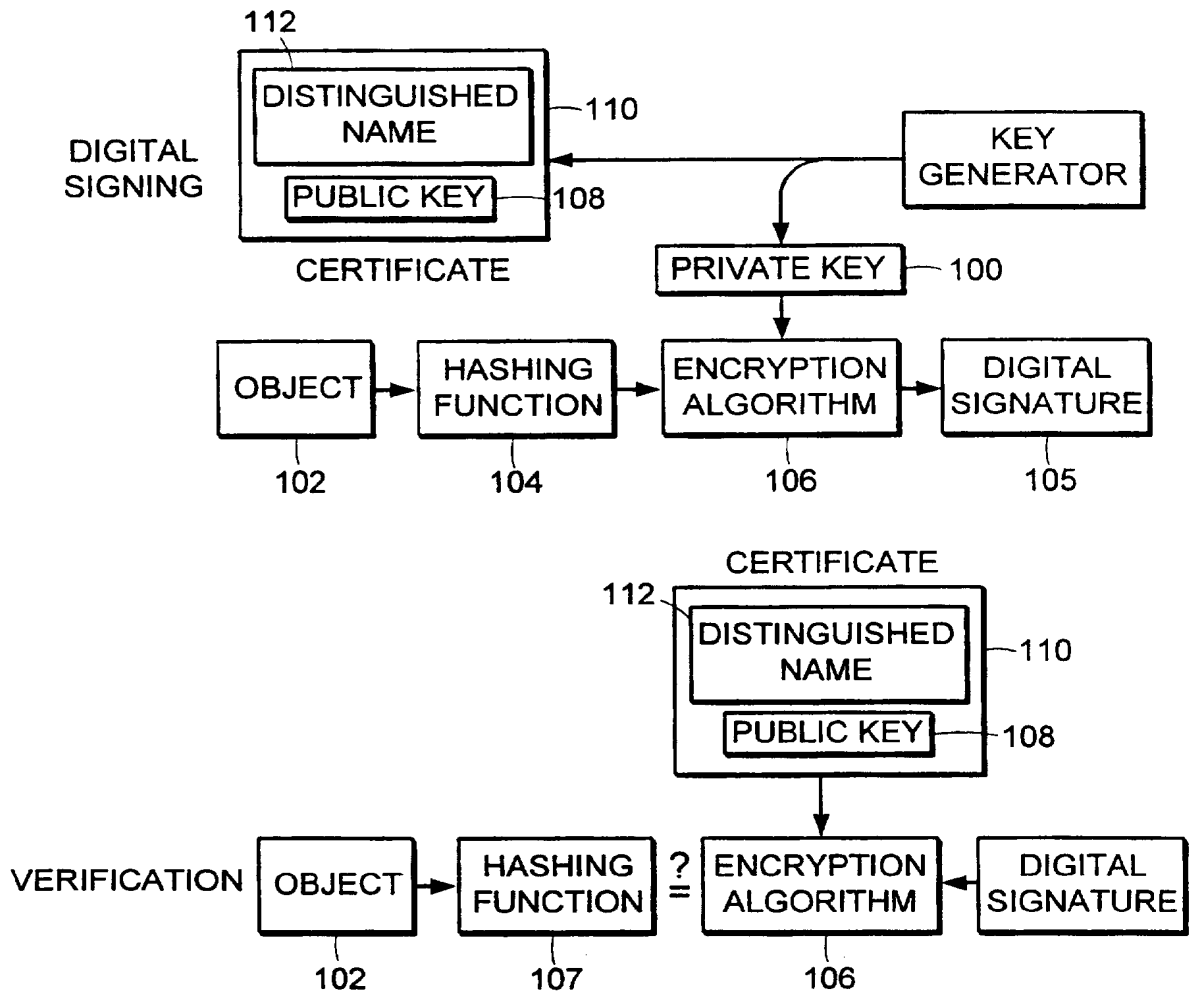 112
DISTINGUISHED
NAME
110
PUBLIC KEY
108
CERTIFICATE
DIGITAL
SIGNING
KEY
GENERATOR
PRIVATE KEY
100
OBJECT
HASHING
FUNCTION
ENCRYPTION
ALGORITHM
DIGITAL
SIGNATURE
102
104
106
105
CERTIFICATE
112
DISTINGUISHED
NAME
110
PUBLIC KEY
108
VERIFICATION
OBJECT
HASHING
FUNCTION
?
=
ENCRYPTION
ALGORITHM
DIGITAL
SIGNATURE
102
107
106